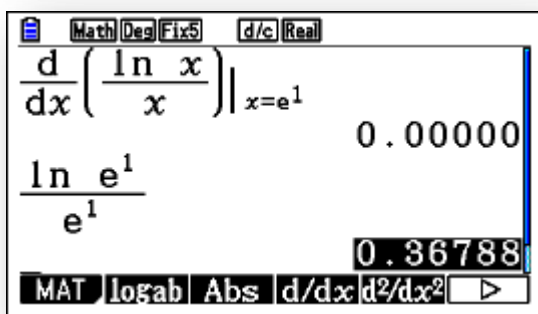 Math Deg Fix5 d/c Real
d/dx(ln x/x)|x=e¹
0.00000
ln e¹/e¹
0.36788
MAT logab Abs d/dx d²/dx² ▷